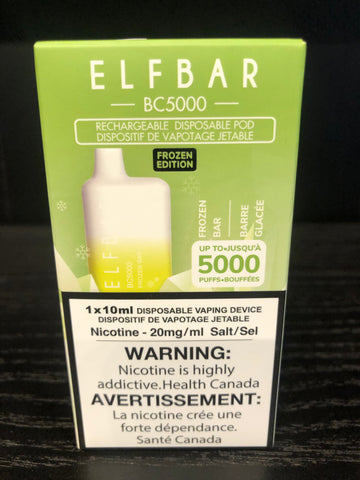 ELFBAR
BC5000
RECHARGEABLE DISPOSABLE POD
DISPOSITIF DE VAPOTAGE JETABLE
FROZEN
EDITION
FROZEN
BAR
BARRE
GLACÉE
ELFBAR
BC5000
UP TO•JUSQU'À
5000
PUFFS•BOUFFÉES
1 x 10ml DISPOSABLE VAPING DEVICE
DISPOSITIF DE VAPOTAGE JETABLE
Nicotine - 20mg/ml Salt/Sel
WARNING:
Nicotine is highly
addictive.Health Canada
AVERTISSEMENT:
La nicotine crée une
forte dépendance.
Santé Canada